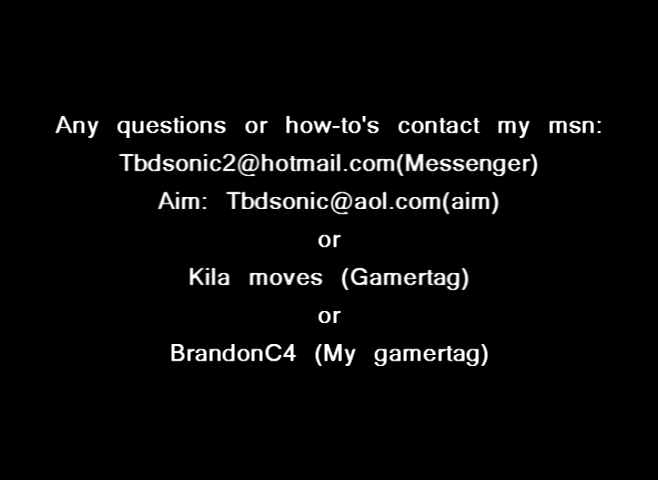 Any questions or how-to's contact my msn:
Tbdsonic2@hotmail.com(Messenger)
Aim: Tbdsonic@aol.com(aim)
or
Kila moves (Gamertag)
or
BrandonC4 (My gamertag)